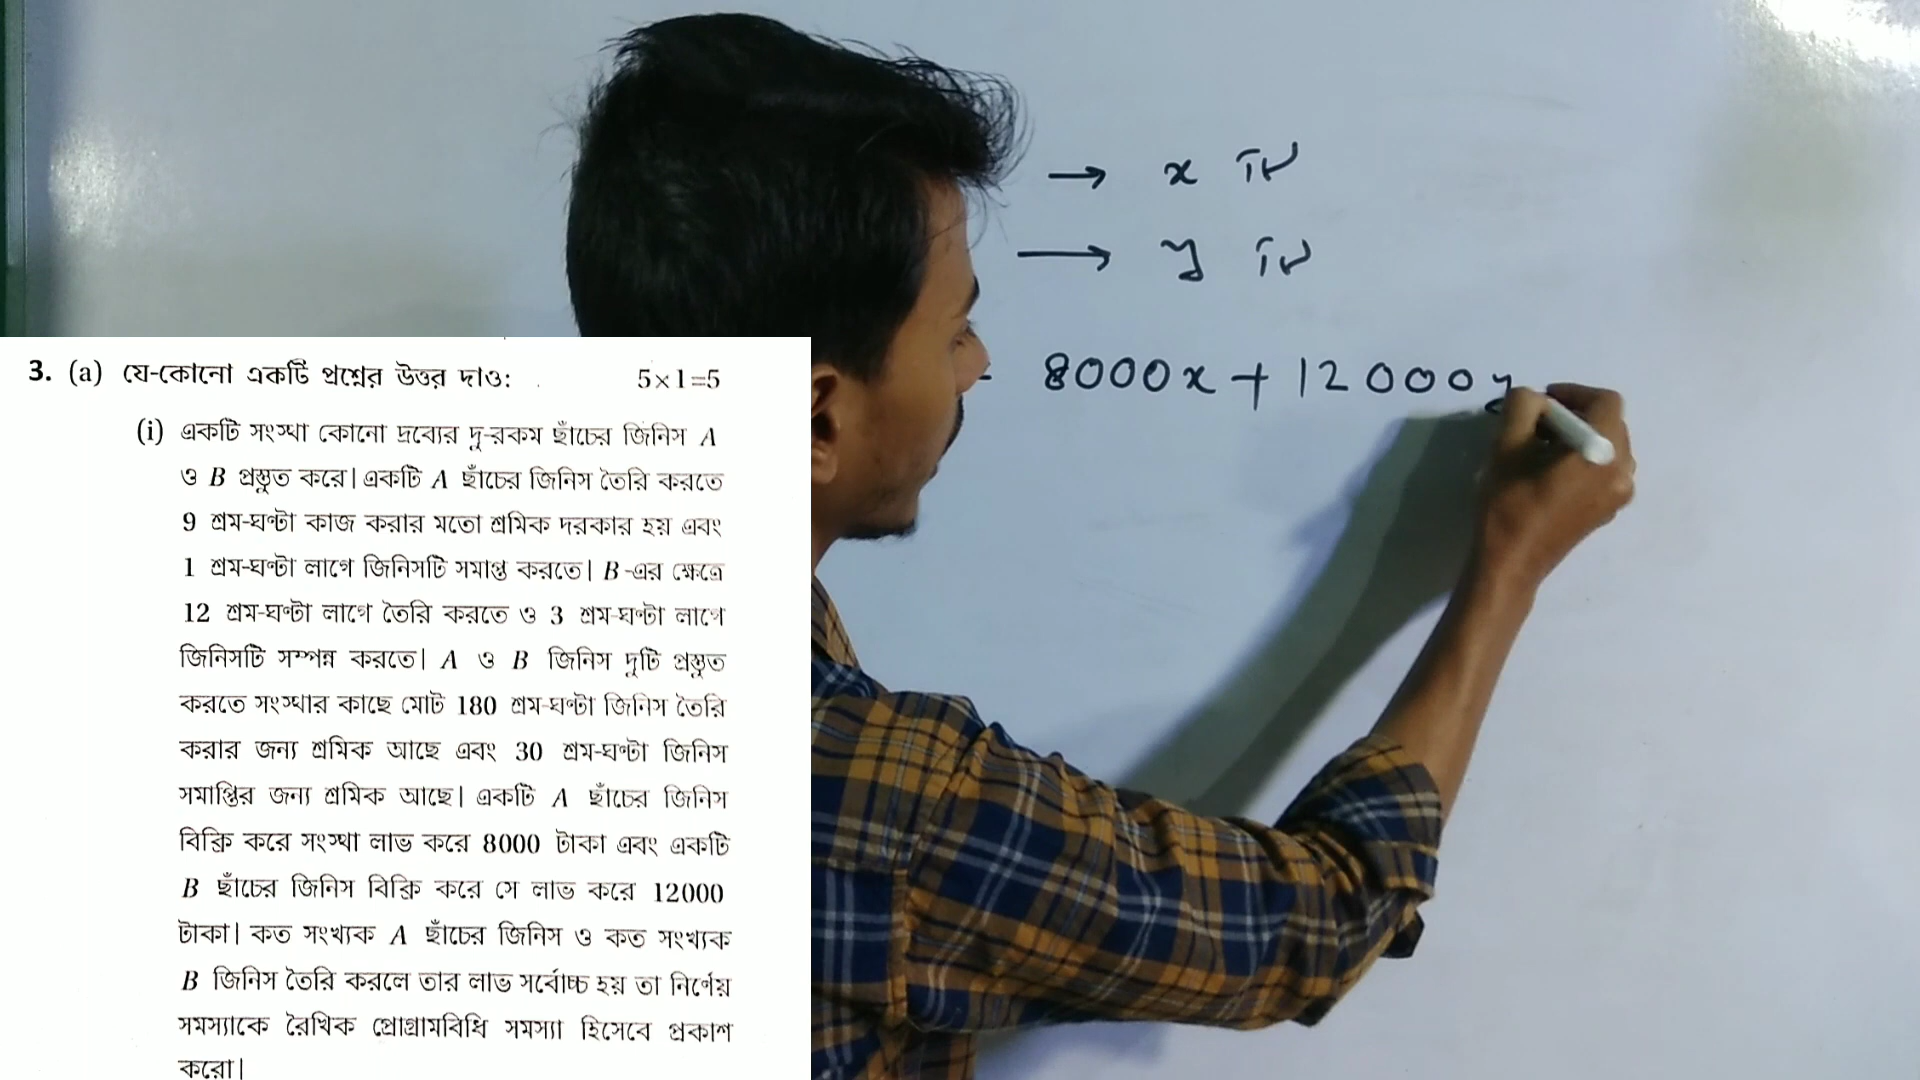 → x টি
→ y টি
8000x + 12000y
3. (a) যে-কোনো একটি প্রশ্নের উত্তর দাও: 5×1=5
(i) একটি সংস্থা কোনো দ্রব্যের দু-রকম ছাঁচের জিনিস A
ও B প্রস্তুত করে। একটি A ছাঁচের জিনিস তৈরি করতে
9 শ্রম-ঘণ্টা কাজ করার মতো শ্রমিক দরকার হয় এবং
1 শ্রম-ঘণ্টা লাগে জিনিসটি সমাপ্ত করতে। B-এর ক্ষেত্রে
12 শ্রম-ঘণ্টা লাগে তৈরি করতে ও 3 শ্রম-ঘণ্টা লাগে
জিনিসটি সম্পন্ন করতে। A ও B জিনিস দুটি প্রস্তুত
করতে সংস্থার কাছে মোট 180 শ্রম-ঘণ্টা জিনিস তৈরি
করার জন্য শ্রমিক আছে এবং 30 শ্রম-ঘণ্টা জিনিস
সমাপ্তির জন্য শ্রমিক আছে। একটি A ছাঁচের জিনিস
বিক্রি করে সংস্থা লাভ করে 8000 টাকা এবং একটি
B ছাঁচের জিনিস বিক্রি করে সে লাভ করে 12000
টাকা। কত সংখ্যক A ছাঁচের জিনিস ও কত সংখ্যক
B জিনিস তৈরি করলে তার লাভ সর্বোচ্চ হয় তা নির্ণেয়
সমস্যাকে রৈখিক প্রোগ্রামবিধি সমস্যা হিসেবে প্রকাশ
করো।